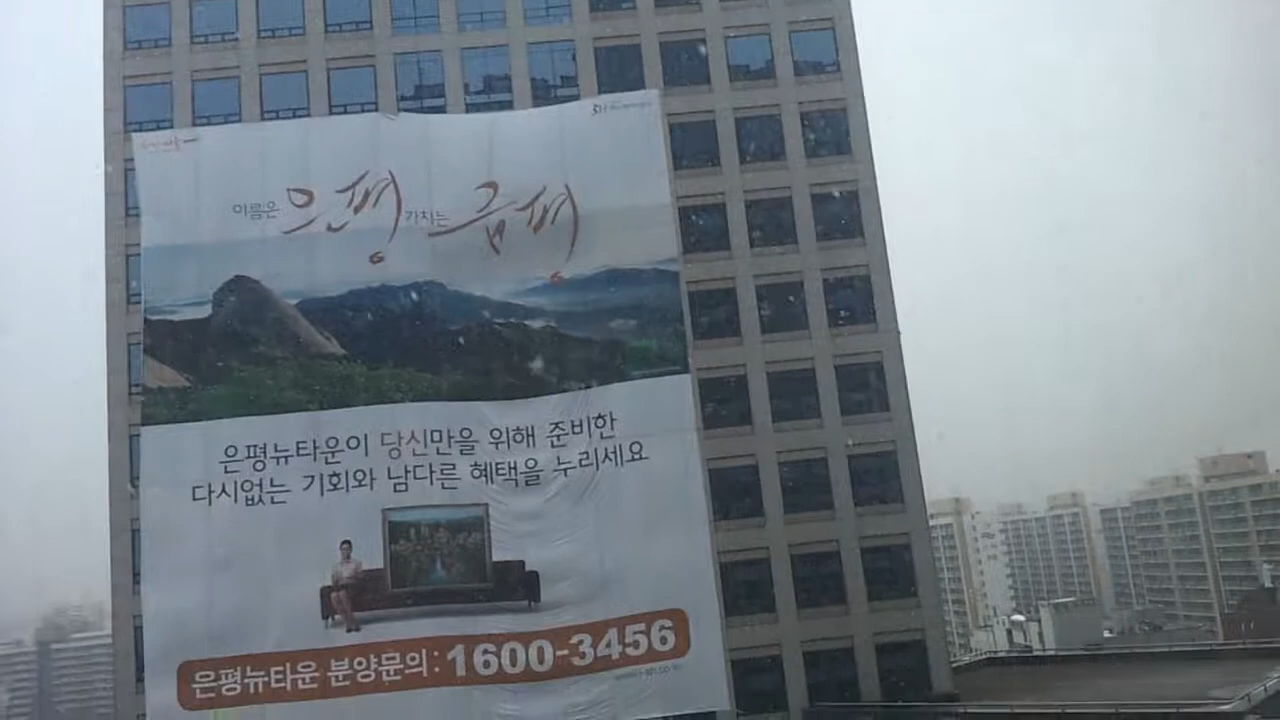 이름은 은평 가치는 금평
은평뉴타운이 당신만을 위해 준비한
다시없는 기회와 남다른 혜택을 누리세요
은평뉴타운 분양문의: 1600-3456